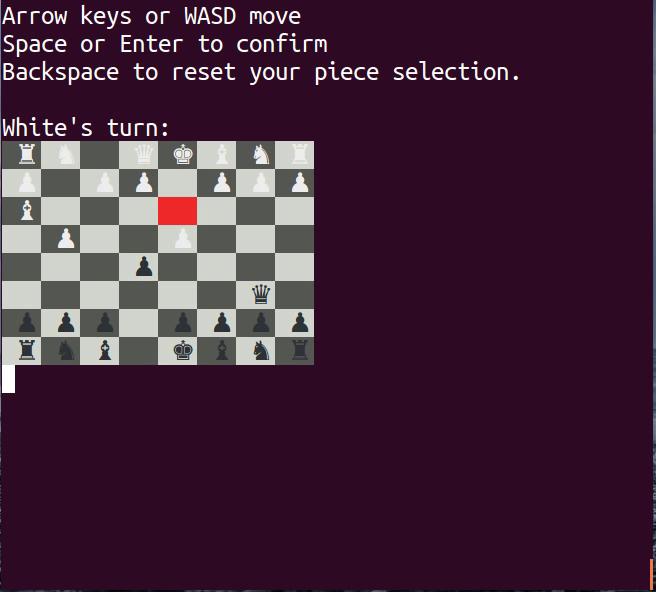 Arrow keys or WASD move
Space or Enter to confirm
Backspace to reset your piece selection.
White's turn: